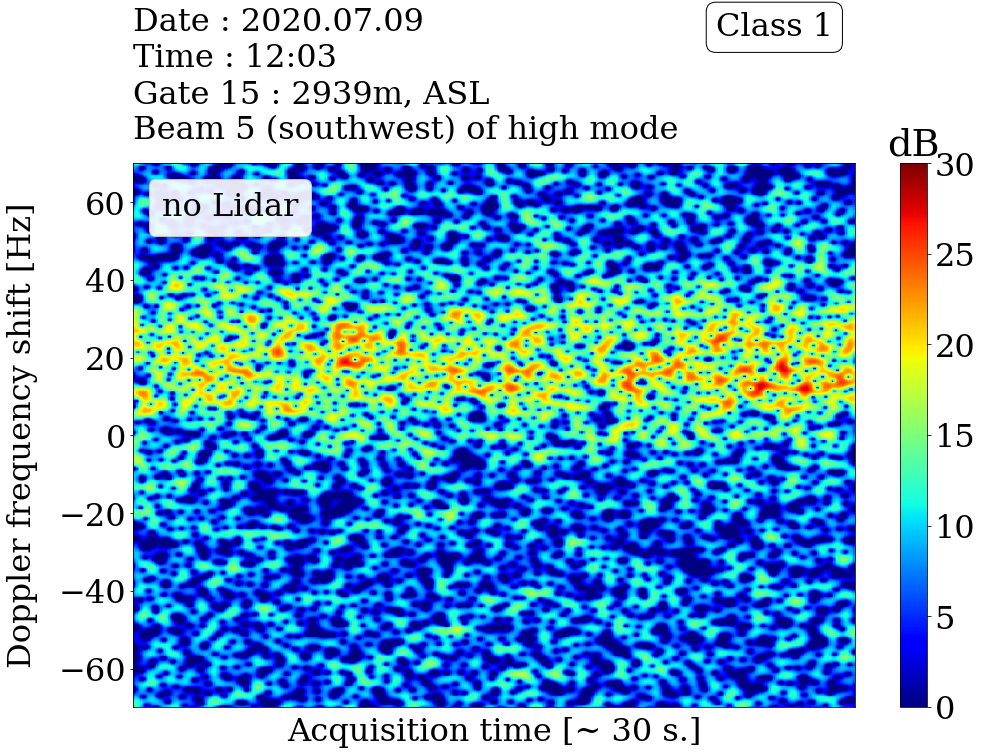 Date : 2020.07.09
Time : 12:03
Gate 15 : 2939m, ASL
Beam 5 (southwest) of high mode
Class 1
dB
no Lidar
Doppler frequency shift [Hz]
60
40
20
0
−20
−40
−60
30
25
20
15
10
5
0
Acquisition time [~ 30 s.]